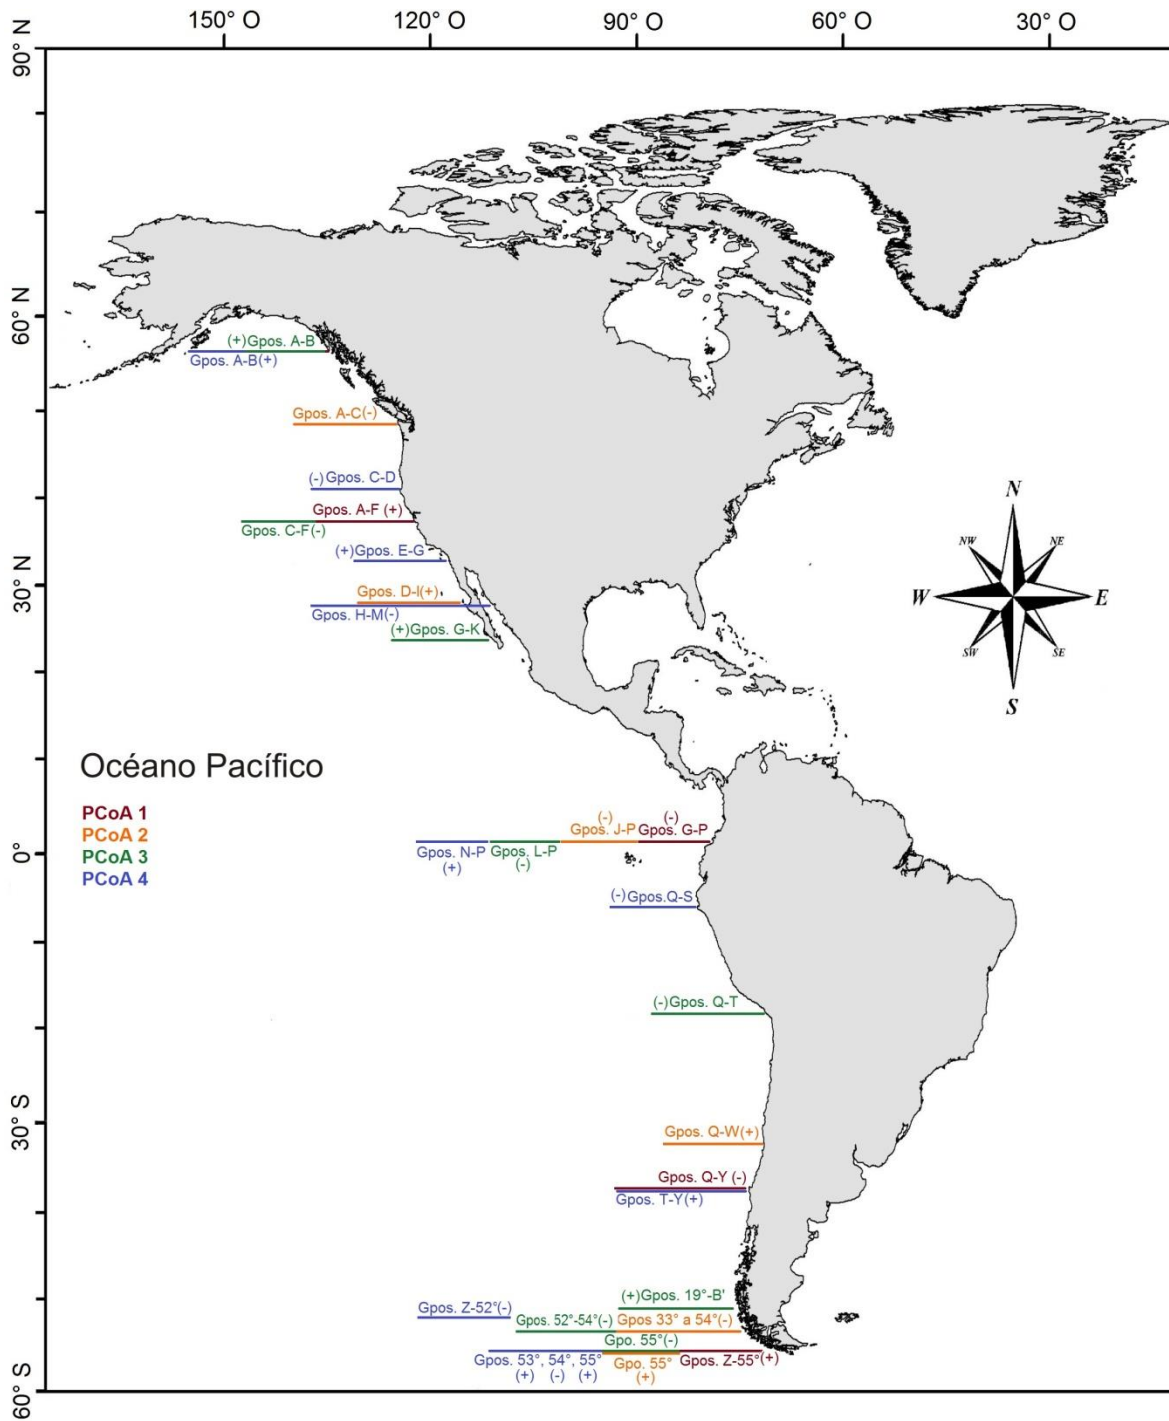 150° O 120° O 90° O 60° O 30° O
90° N
60° N
(+)Gpos. A-B
Gpos. A-B(+)
Gpos. A-C(-)
(-)Gpos. C-D
Gpos. A-F (+)
Gpos. C-F(-)
(+)Gpos. E-G
30° N
Gpos. D-I(+)
Gpos. H-M(-)
(+)Gpos. G-K
N
NW NE
W E
SW SE
S
Océano Pacífico
PCoA 1
PCoA 2
PCoA 3
PCoA 4
(-) (-)
Gpos. J-P Gpos. G-P
0°
Gpos. N-P Gpos. L-P
(+) (-)
(-)Gpos.Q-S
(-)Gpos. Q-T
30° S
Gpos. Q-W(+)
Gpos. Q-Y (-)
Gpos. T-Y(+)
(+)Gpos. 19°-B'
Gpos. Z-52°(-)
Gpos. 52°-54°(-) Gpos 33° a 54°(-)
Gpo. 55°(-)
Gpos. 53°, 54°, 55° Gpo. 55° Gpos. Z-55°(+)
(+) (-) (+) (+)
60° S